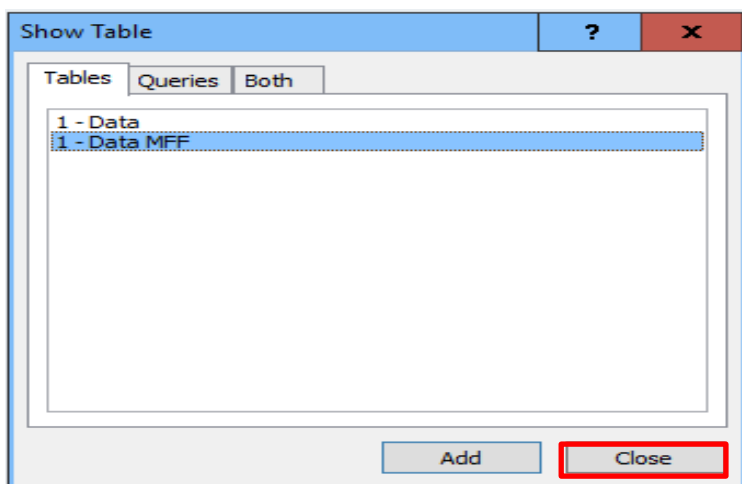 Show Table ? x
Tables Queries Both
1 - Data
1 - Data MFF
Add Close